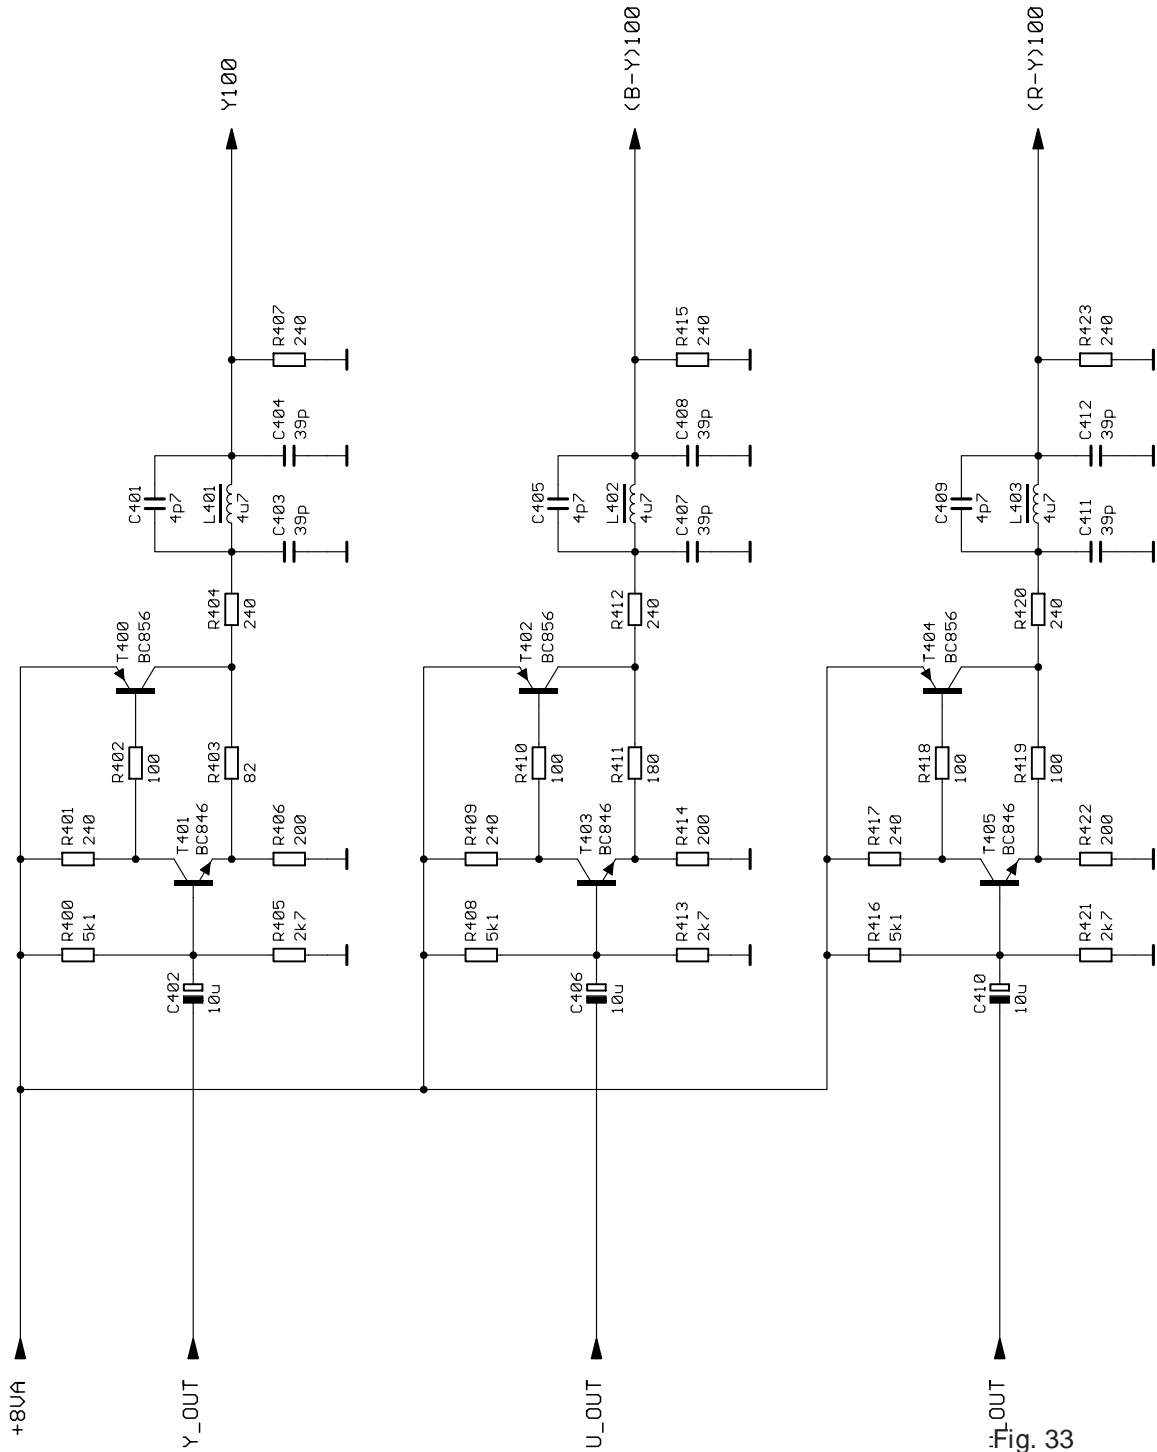 +8VA
Y_OUT
U_OUT
_OUT
Y100
(B-Y)100
(R-Y)100
R400
5k1
R401
240
C402
10u
R405
2k7
T401
BC846
R406
200
R402
100
R403
82
T400
BC856
R404
240
C401
4p7
L401
4u7
C403
39p
C404
39p
R407
240
R408
5k1
R409
240
C406
10u
R413
2k7
T403
BC846
R414
200
R410
100
R411
180
T402
BC856
R412
240
C405
4p7
L402
4u7
C407
39p
C408
39p
R415
240
R416
5k1
R417
240
C410
10u
R421
2k7
T405
BC846
R422
200
R418
100
R419
100
T404
BC856
R420
240
C409
4p7
L403
4u7
C411
39p
C412
39p
R423
240
Fig. 33